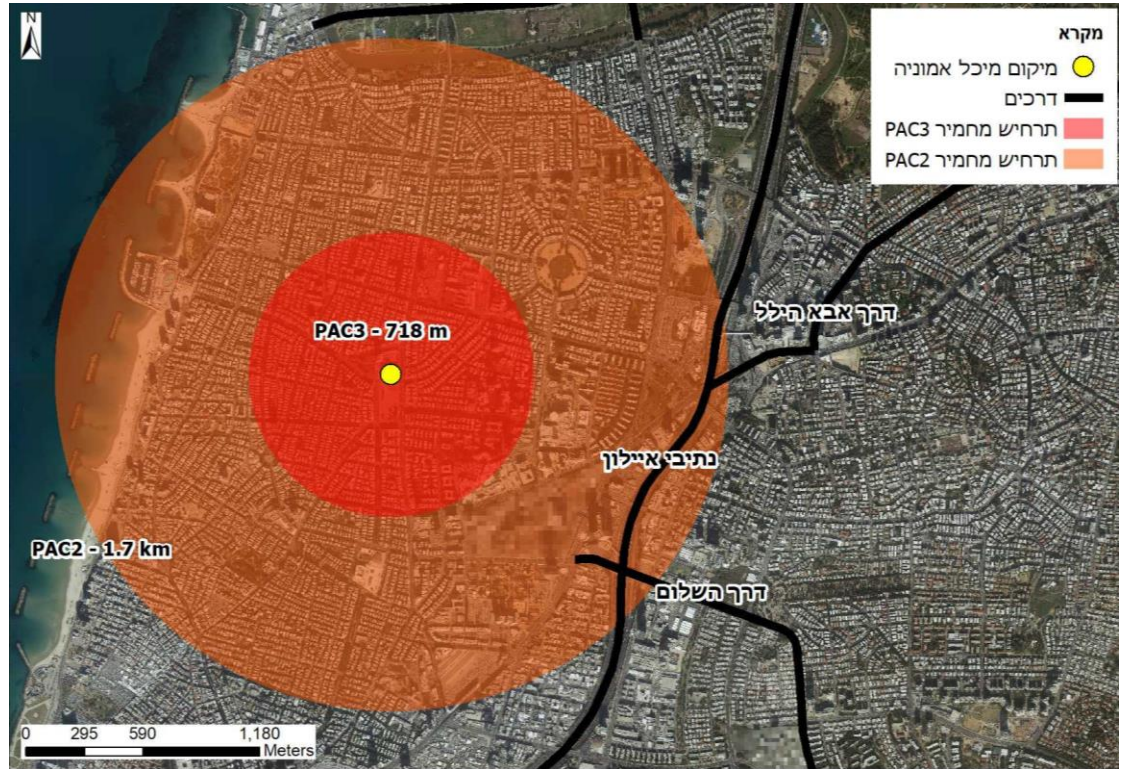 N
מקרא
מיקום מיכל אמוניה
דרכים
תרחיש מחמיר PAC3
תרחיש מחמיר PAC2
דרך אבא הילל
PAC3 - 718 m
נתיבי איילון
PAC2 - 1.7 km
דרך השלום
0 295 590 1,180
Meters